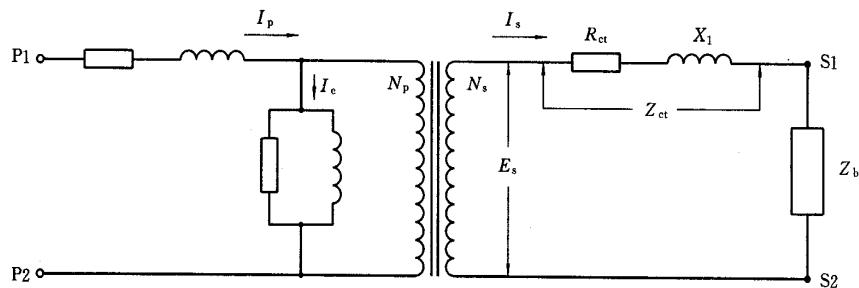 I_p
I_s
R_ct
X_1
P1
S1
I_e
N_p
N_s
Z_ct
E_s
Z_b
P2
S2